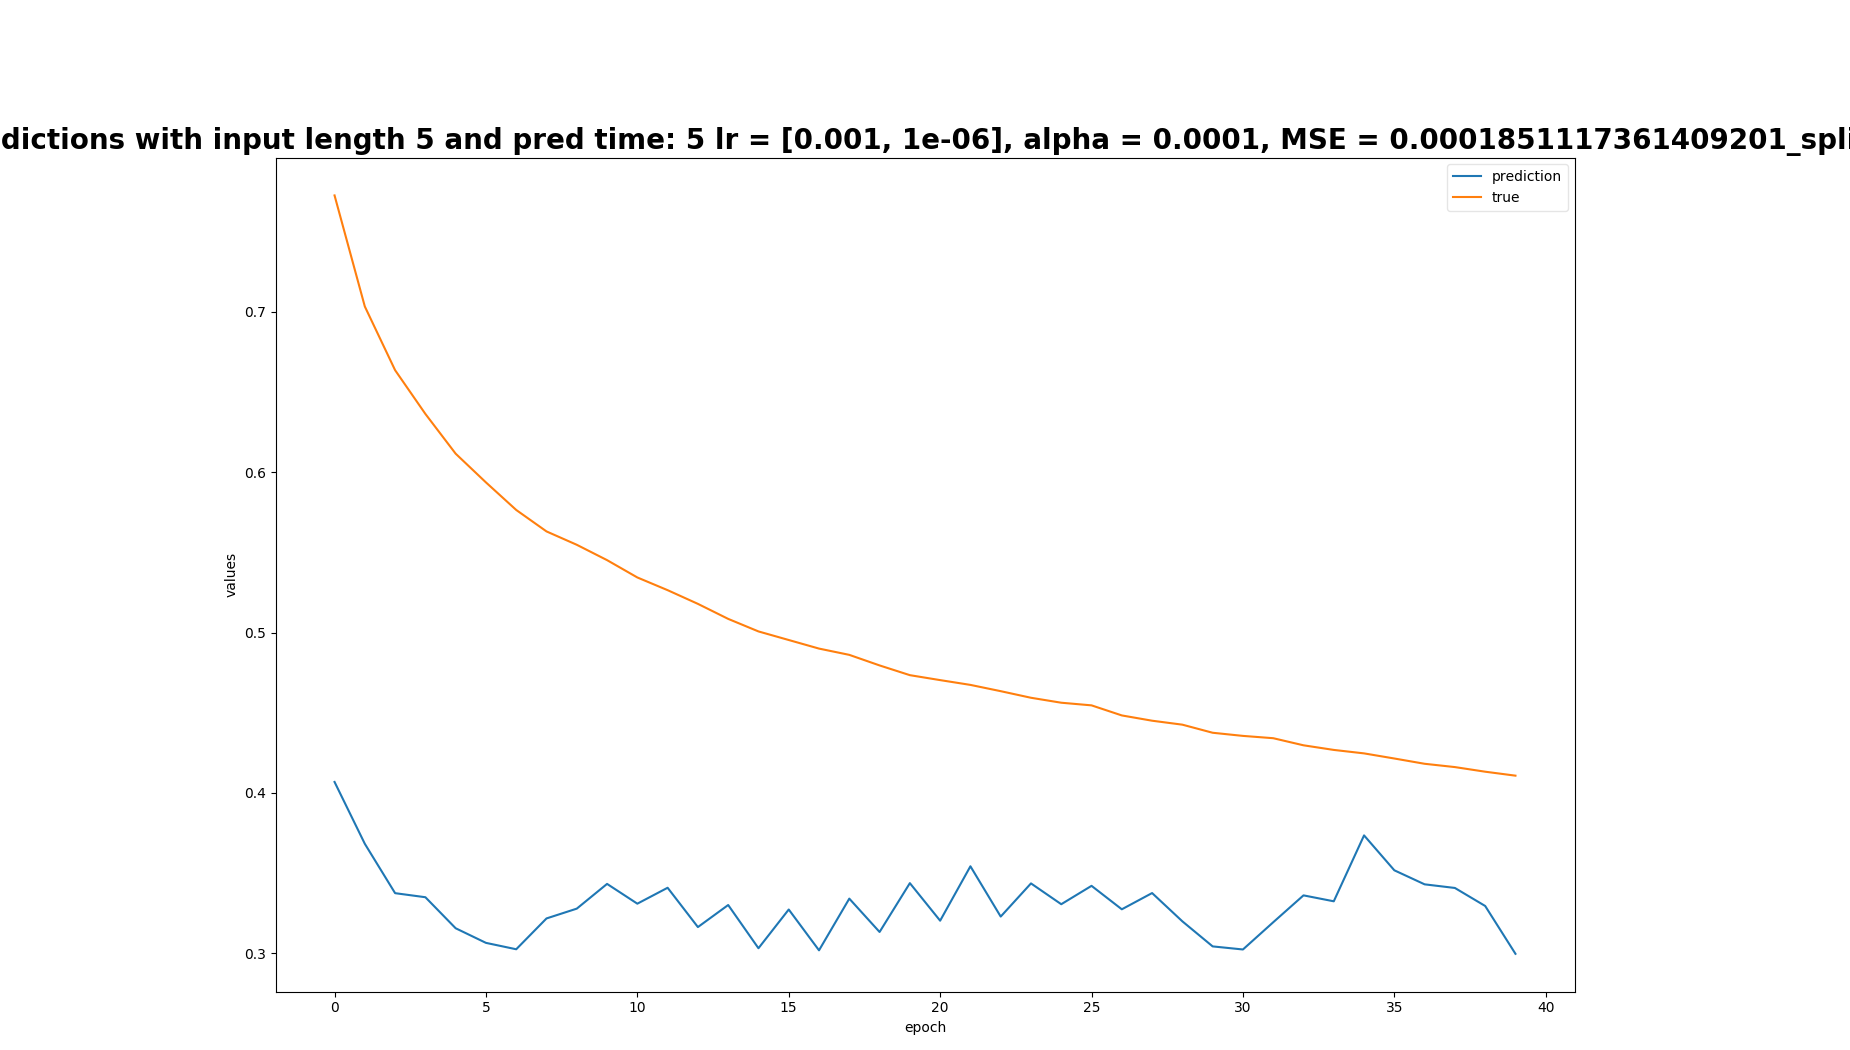 dictions with input length 5 and pred time: 5 lr = [0.001, 1e-06], alpha = 0.0001, MSE = 0.0001851117361409201_spli
prediction
true
0.7
0.6
0.5
0.4
0.3
values
0
5
10
15
20
25
30
35
40
epoch